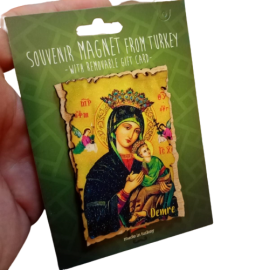 SOUVENIR MAGNET FROM TURKEY
-WITH REMOVABLE GIFT CARD-
Demre